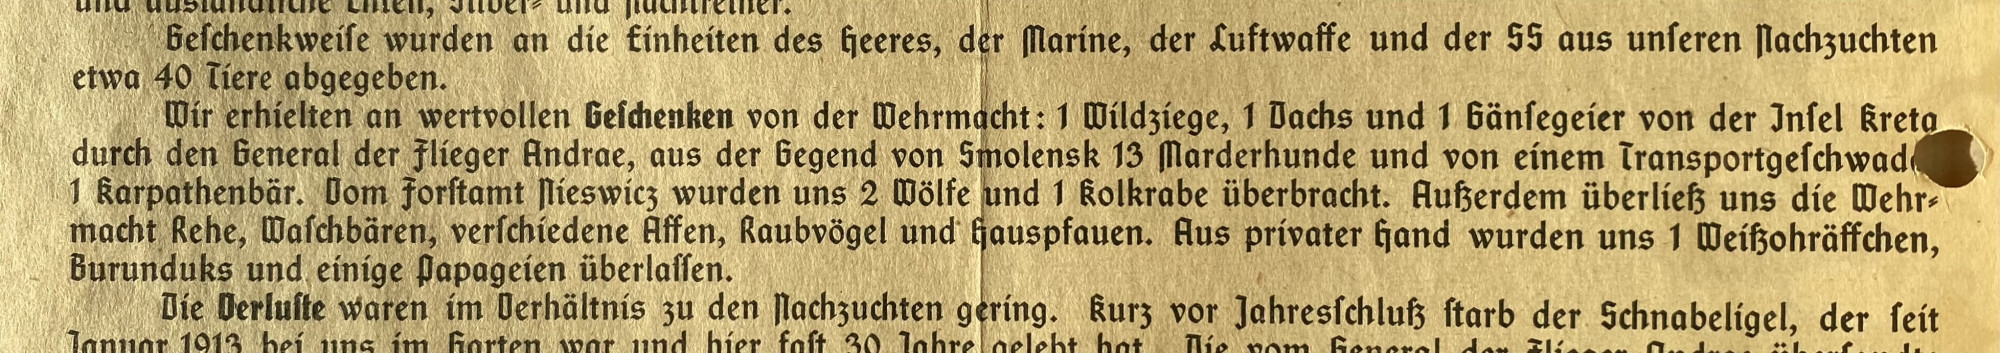 und ausländische Enten, Silber- und Nachtreiher.
Geschenkweise wurden an die Einheiten des Heeres, der Marine, der Luftwaffe und der SS aus unseren Nachzuchten
etwa 40 Tiere abgegeben.
Wir erhielten an wertvollen Geschenken von der Wehrmacht: 1 Wildziege, 1 Dachs und 1 Gänsegeier von der Insel Kreta
durch den General der Flieger Andrae, aus der Gegend von Smolensk 13 Marderhunde und von einem Transportgeschwad
1 Karpathenbär. Vom Forstamt Nieswicz wurden uns 2 Wölfe und 1 Kolkrabe überbracht. Außerdem überließ uns die Wehr-
macht Rehe, Waschbären, verschiedene Affen, Raubvögel und Hauspfauen. Aus privater Hand wurden uns 1 Weißohräffchen,
Burunduks und einige Papageien überlassen.
Die Verluste waren im Verhältnis zu den Nachzuchten gering. Kurz vor Jahresschluß starb der Schnabeligel, der seit
Januar 1913 bei uns im Garten war und hier fast 30 Jahre gelebt hat. Die vom General der Flieger Andrae